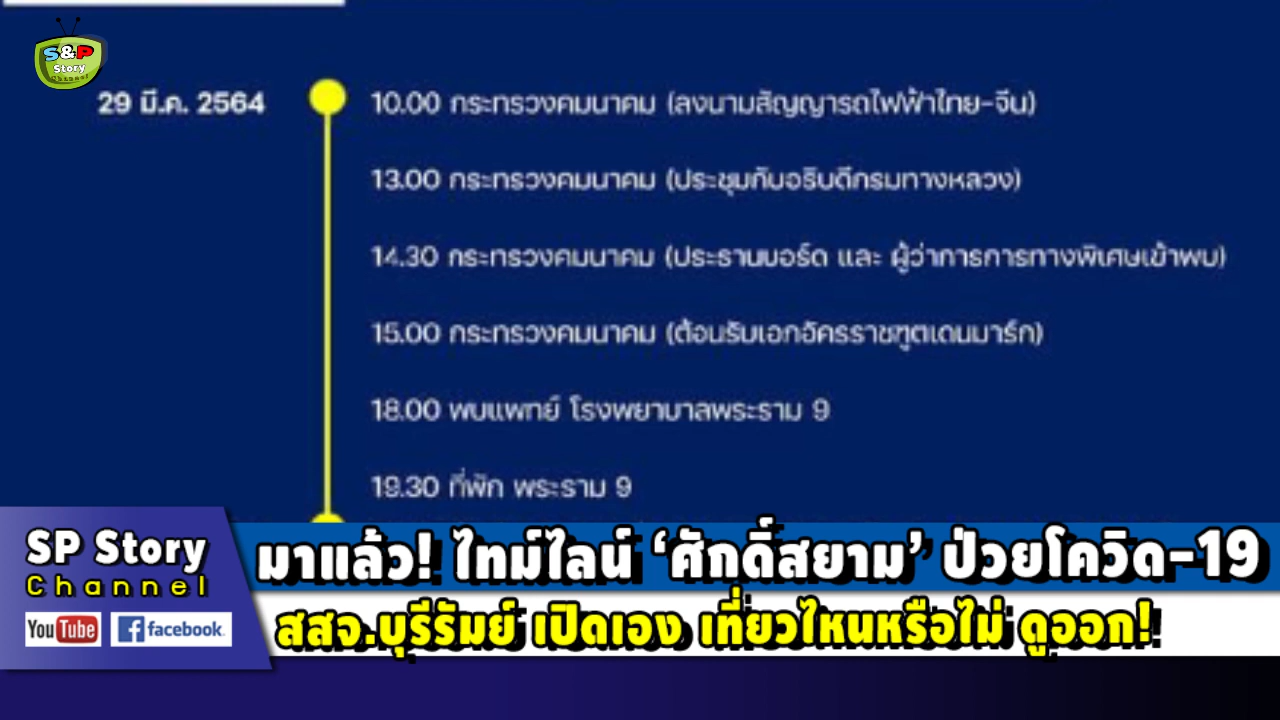 S&P
Story
Channel
29 มี.ค. 2564
10.00 กระทรวงคมนาคม (ลงนามสัญญารถไฟฟ้าไทย-จีน)
13.00 กระทรวงคมนาคม (ประชุมกับอธิบดีกรมทางหลวง)
14.30 กระทรวงคมนาคม (ประธานบอร์ด และ ผู้ว่าการการทางพิเศษเข้าพบ)
15.00 กระทรวงคมนาคม (ต้อนรับเอกอัครราชฑูตเดนมาร์ก)
18.00 พบแพทย์ โรงพยาบาลพระราม 9
19.30 ที่พัก พระราม 9
SP Story
Channel
YouTube facebook.
มาแล้ว! ไทม์ไลน์ ‘ศักดิ์สยาม’ ป่วยโควิด-19
สสจ.บุรีรัมย์ เปิดเอง เที่ยวไหนหรือไม่ ดูออก!